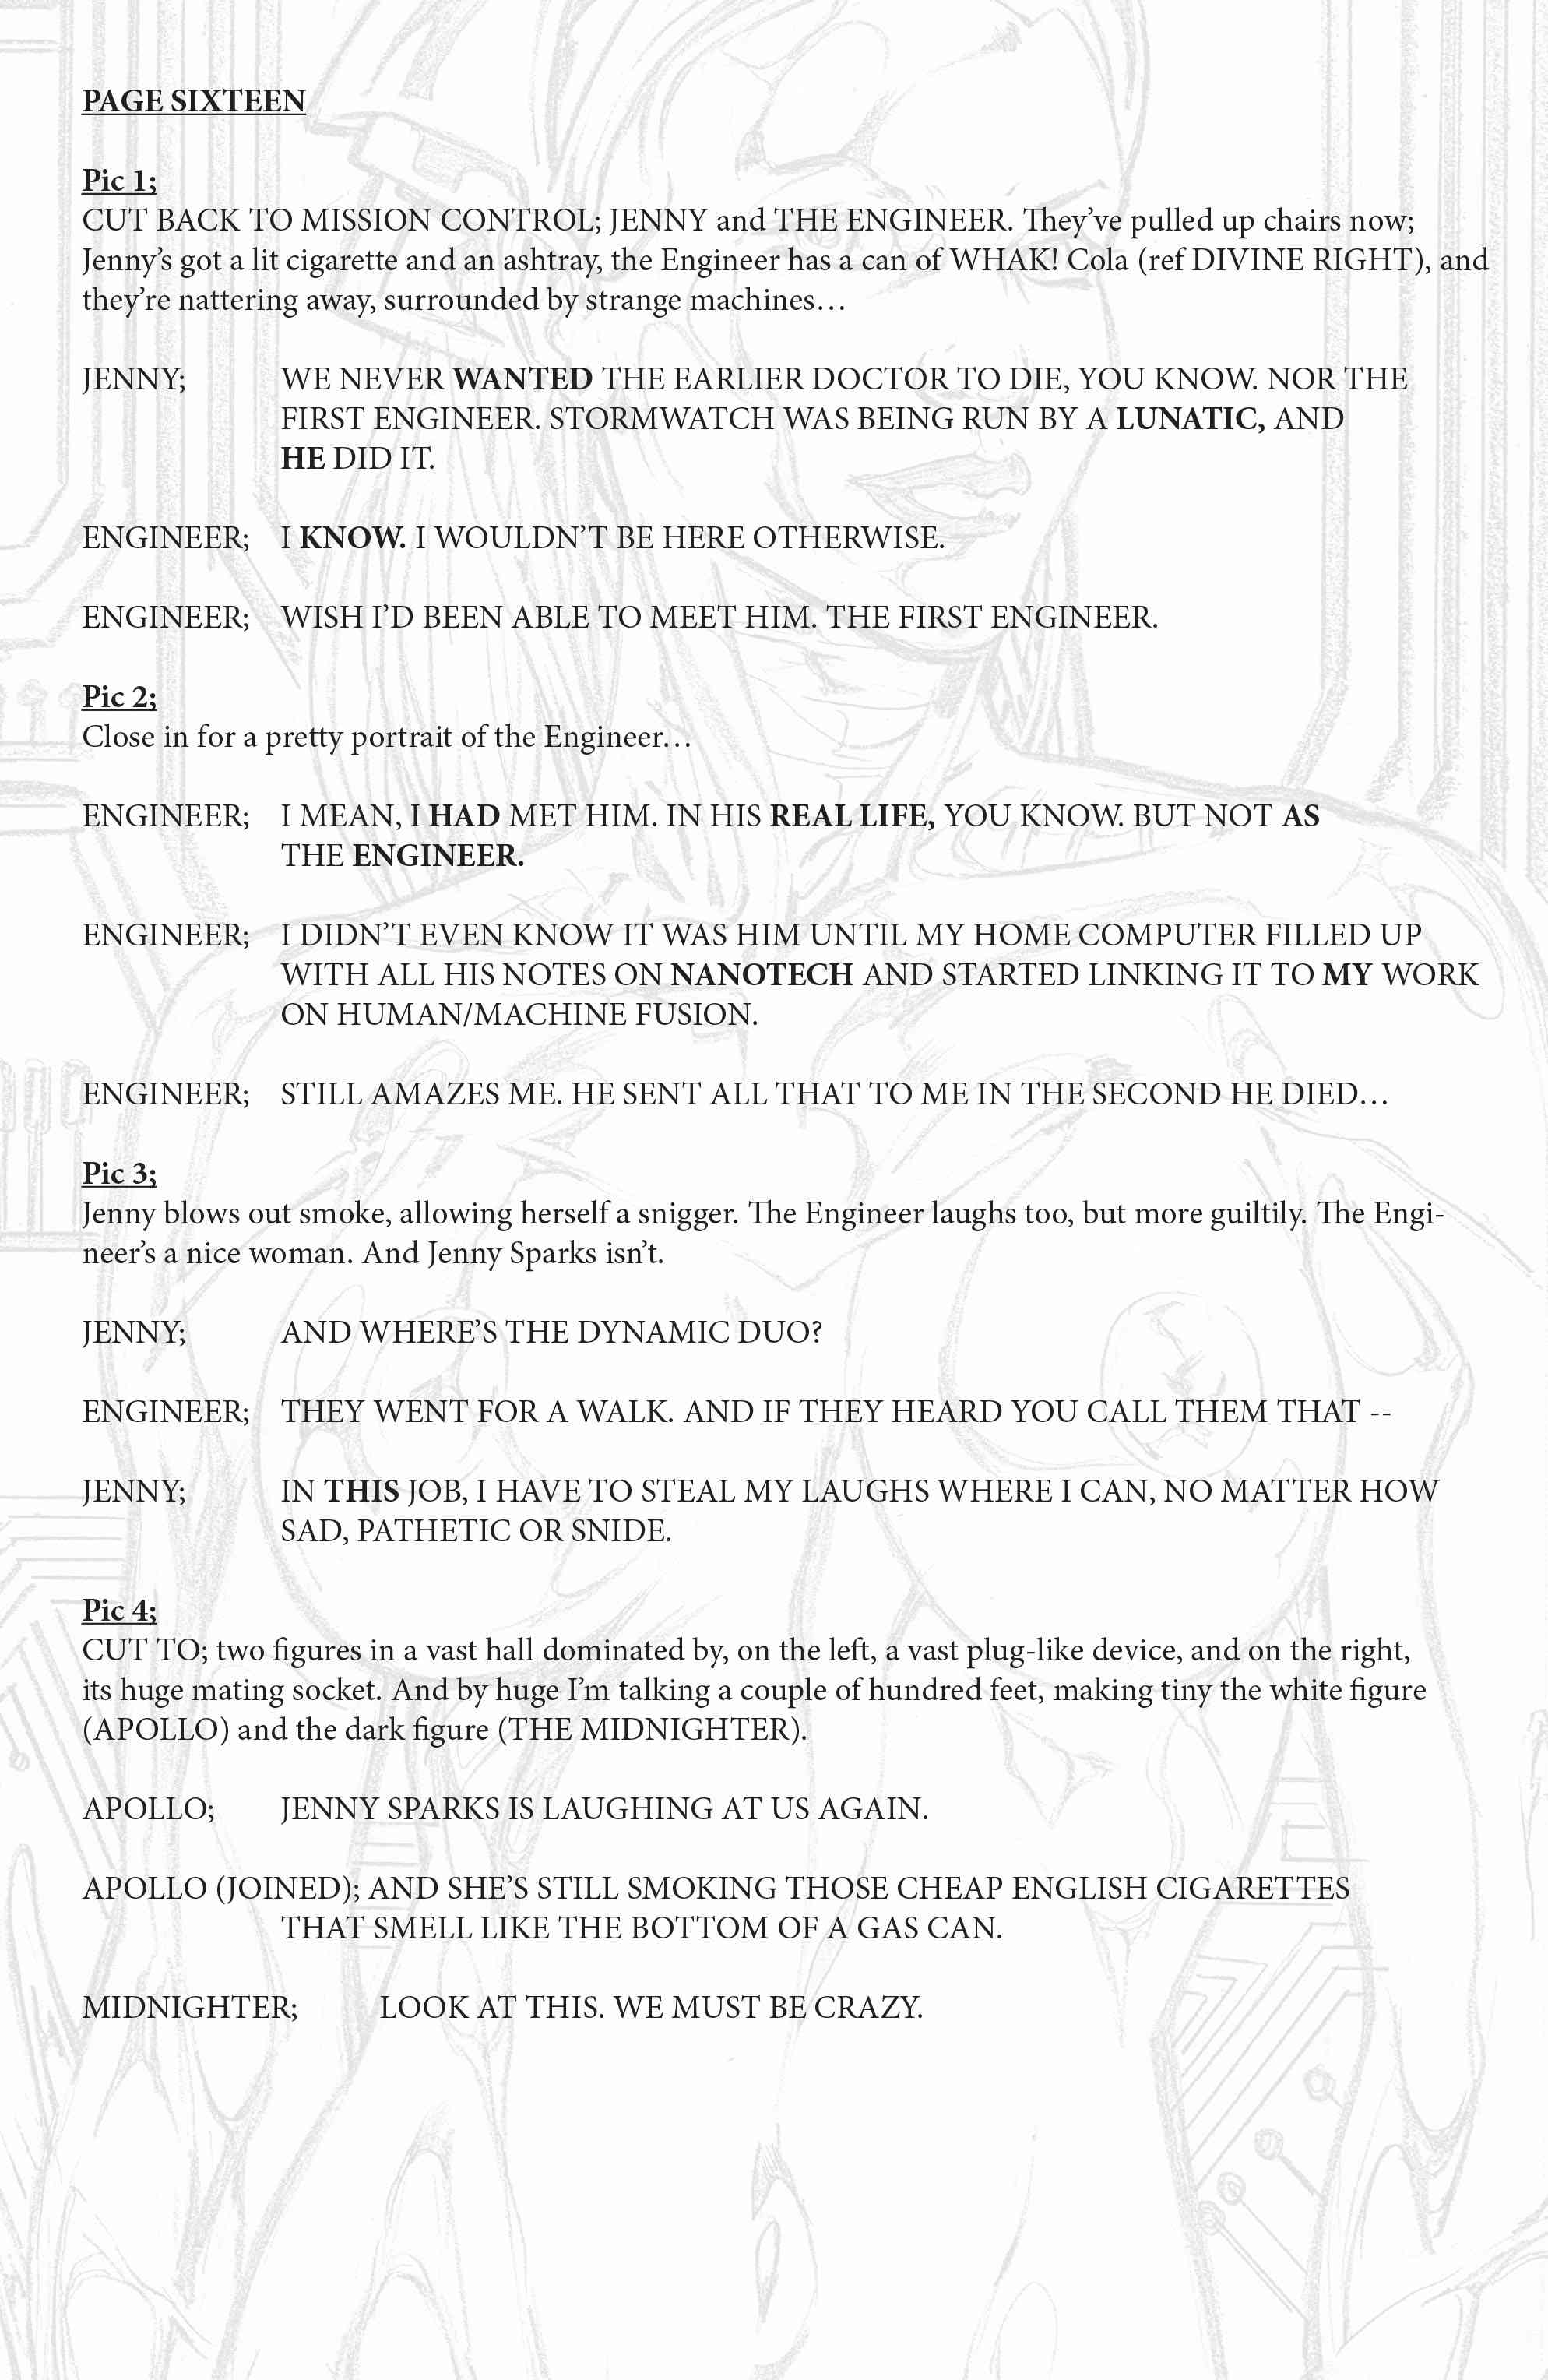 PAGE SIXTEEN
Pic 1;
CUT BACK TO MISSION CONTROL; JENNY and THE ENGINEER. They’ve pulled up chairs now;
Jenny’s got a lit cigarette and an ashtray, the Engineer has a can of WHAK! Cola (ref DIVINE RIGHT), and
they’re nattering away, surrounded by strange machines…
JENNY; WE NEVER WANTED THE EARLIER DOCTOR TO DIE, YOU KNOW. NOR THE
FIRST ENGINEER. STORMWATCH WAS BEING RUN BY A LUNATIC, AND
HE DID IT.
ENGINEER; I KNOW. I WOULDN’T BE HERE OTHERWISE.
ENGINEER; WISH I’D BEEN ABLE TO MEET HIM. THE FIRST ENGINEER.
Pic 2;
Close in for a pretty portrait of the Engineer…
ENGINEER; I MEAN, I HAD MET HIM. IN HIS REAL LIFE, YOU KNOW. BUT NOT AS
THE ENGINEER.
ENGINEER; I DIDN’T EVEN KNOW IT WAS HIM UNTIL MY HOME COMPUTER FILLED UP
WITH ALL HIS NOTES ON NANOTECH AND STARTED LINKING IT TO MY WORK
ON HUMAN/MACHINE FUSION.
ENGINEER; STILL AMAZES ME. HE SENT ALL THAT TO ME IN THE SECOND HE DIED…
Pic 3;
Jenny blows out smoke, allowing herself a snigger. The Engineer laughs too, but more guiltily. The Engi-
neer’s a nice woman. And Jenny Sparks isn’t.
JENNY; AND WHERE’S THE DYNAMIC DUO?
ENGINEER; THEY WENT FOR A WALK. AND IF THEY HEARD YOU CALL THEM THAT --
JENNY; IN THIS JOB, I HAVE TO STEAL MY LAUGHS WHERE I CAN, NO MATTER HOW
SAD, PATHETIC OR SNIDE.
Pic 4;
CUT TO; two figures in a vast hall dominated by, on the left, a vast plug-like device, and on the right,
its huge mating socket. And by huge I’m talking a couple of hundred feet, making tiny the white figure
(APOLLO) and the dark figure (THE MIDNIGHTER).
APOLLO; JENNY SPARKS IS LAUGHING AT US AGAIN.
APOLLO (JOINED); AND SHE’S STILL SMOKING THOSE CHEAP ENGLISH CIGARETTES
THAT SMELL LIKE THE BOTTOM OF A GAS CAN.
MIDNIGHTER; LOOK AT THIS. WE MUST BE CRAZY.